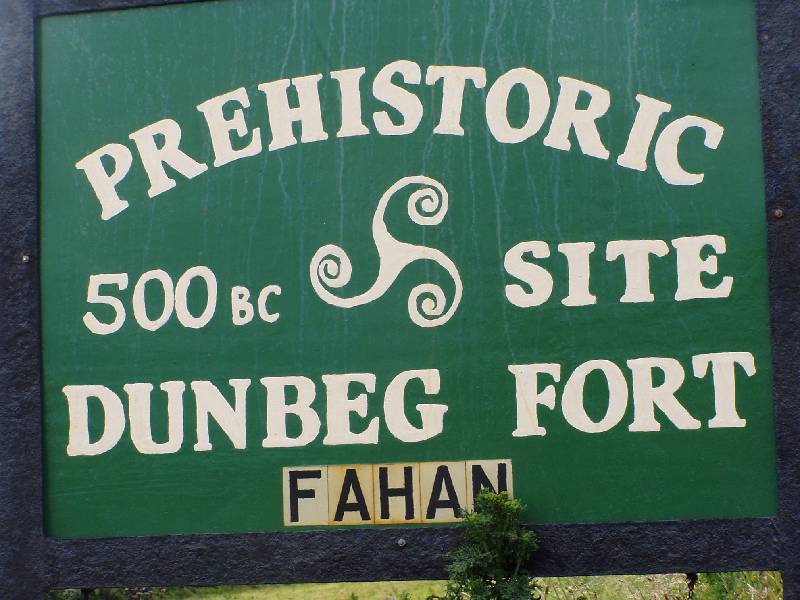 PREHISTORIC
500 BC SITE
DUNBEG FORT
FAHAN